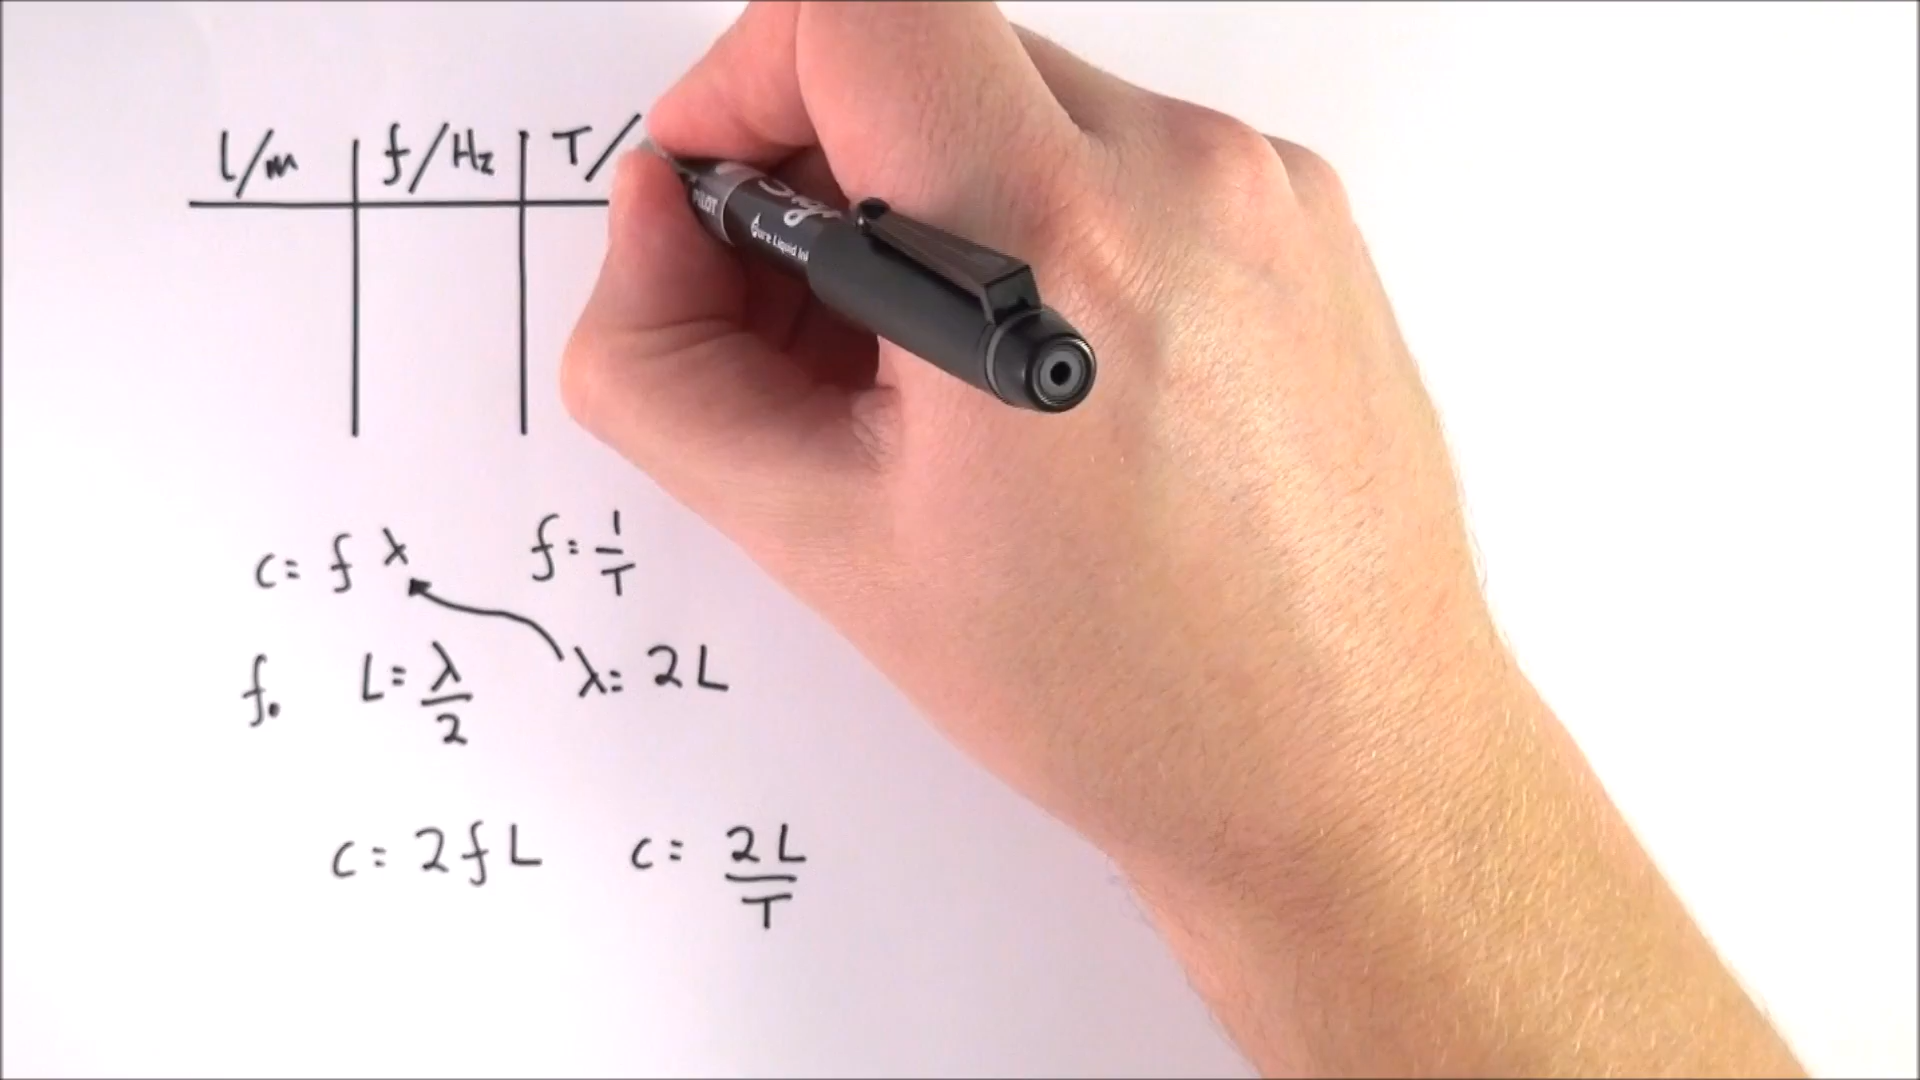 l/m f/Hz T/
c = f λ f = 1/T
f₀ L = λ/2 λ = 2L
c = 2fL c = 2L/T
PILOT
Pure Liquid Ink